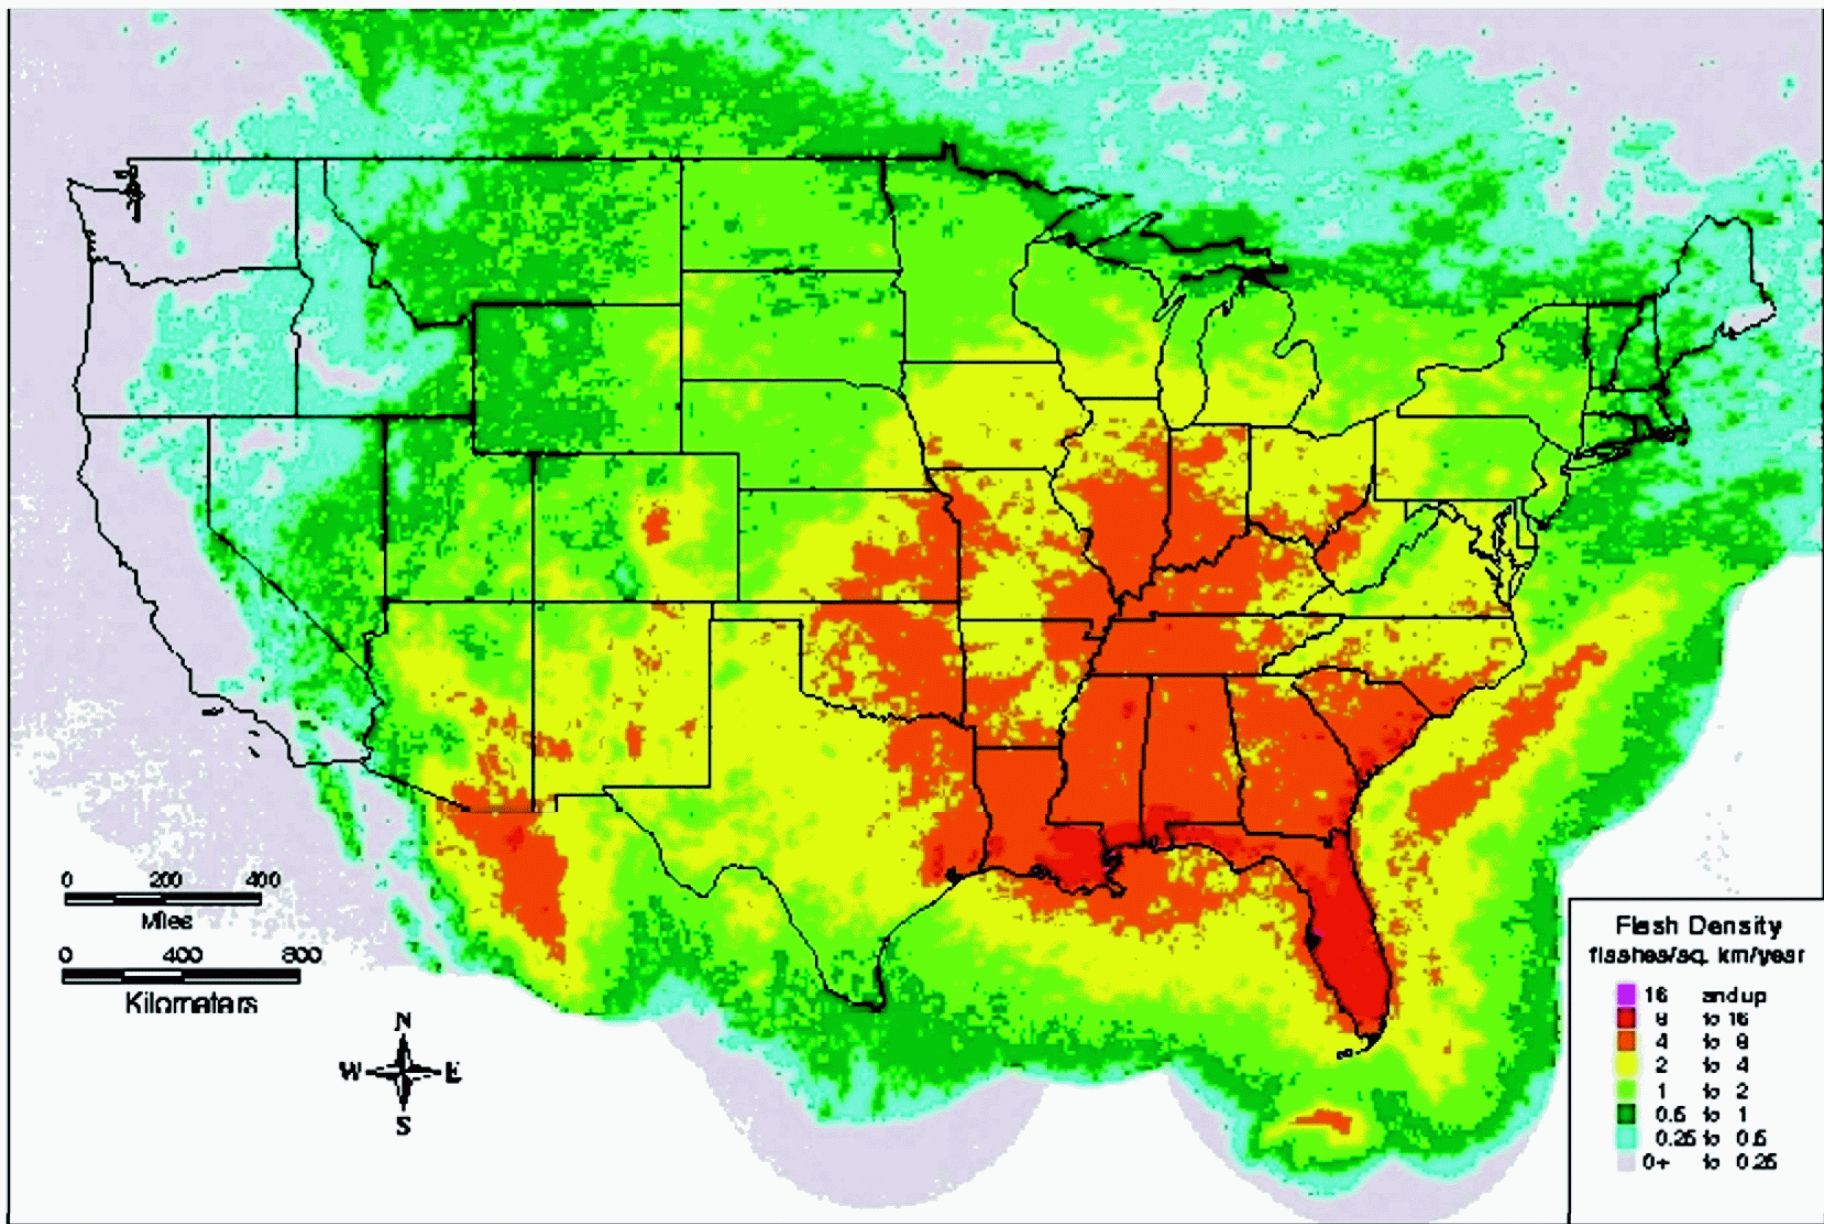 0 200 400
Miles
0 400 800
Kilometers
N
W E
S
Flash Density
flashes/sq. km/year
16 and up
8 to 16
4 to 8
2 to 4
1 to 2
0.5 to 1
0.25 to 0.5
0+ to 0.25